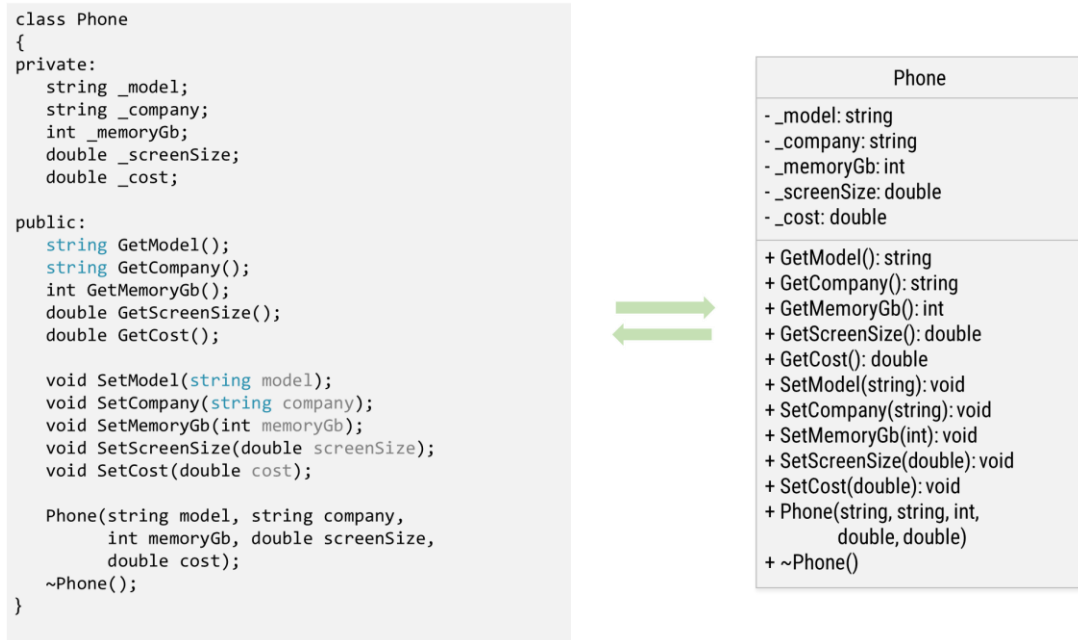 class Phone
{
private:
string _model;
string _company;
int _memoryGb;
double _screenSize;
double _cost;
public:
string GetModel();
string GetCompany();
int GetMemoryGb();
double GetScreenSize();
double GetCost();
void SetModel(string model);
void SetCompany(string company);
void SetMemoryGb(int memoryGb);
void SetScreenSize(double screenSize);
void SetCost(double cost);
Phone(string model, string company,
int memoryGb, double screenSize,
double cost);
~Phone();
}
Phone
- _model: string
- _company: string
- _memoryGb: int
- _screenSize: double
- _cost: double
+ GetModel(): string
+ GetCompany(): string
+ GetMemoryGb(): int
+ GetScreenSize(): double
+ GetCost(): double
+ SetModel(string): void
+ SetCompany(string): void
+ SetMemoryGb(int): void
+ SetScreenSize(double): void
+ SetCost(double): void
+ Phone(string, string, int,
double, double)
+ ~Phone()